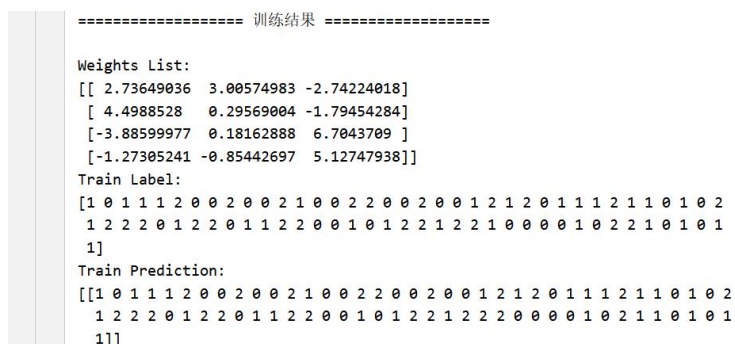 =================== 训练结果 ===================
Weights List:
[[ 2.73649036  3.00574983 -2.74224018]
 [ 4.4988528   0.29569004 -1.79454284]
 [-3.88599977  0.18162888  6.7043709 ]
 [-1.27305241 -0.85442697  5.12747938]]
Train Label:
[1 0 1 1 1 2 0 0 2 0 0 2 1 0 0 2 2 0 0 2 0 0 1 2 1 2 0 1 1 1 2 1 1 0 1 0 2
 1 2 2 2 0 1 2 2 0 1 1 2 2 0 0 1 0 1 2 2 1 2 2 1 0 0 0 0 1 0 2 2 1 0 1 0 1
 1]
Train Prediction:
[[1 0 1 1 1 2 0 0 2 0 0 2 1 0 0 2 2 0 0 2 0 0 1 2 1 2 0 1 1 1 2 1 1 0 1 0 2
  1 2 2 2 0 1 2 2 0 1 1 2 2 0 0 1 0 1 2 2 1 2 2 2 0 0 0 0 1 0 2 1 1 0 1 0 1
  1]]